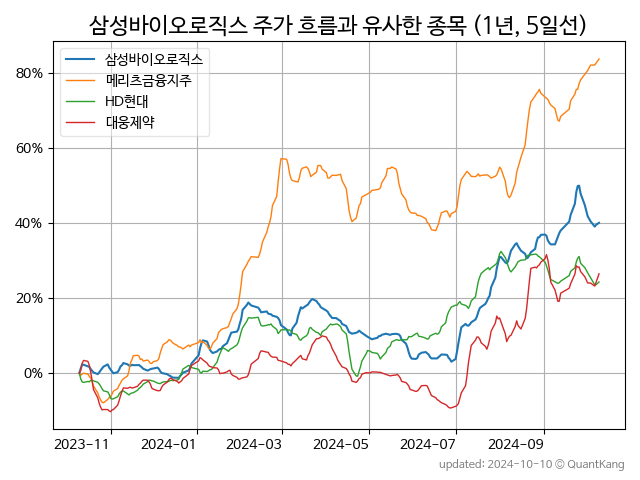 삼성바이오로직스 주가 흐름과 유사한 종목 (1년, 5일선)
삼성바이오로직스
메리츠금융지주
HD현대
대웅제약
80%
60%
40%
20%
0%
2023-11 2024-01 2024-03 2024-05 2024-07 2024-09
updated: 2024-10-10 © QuantKang